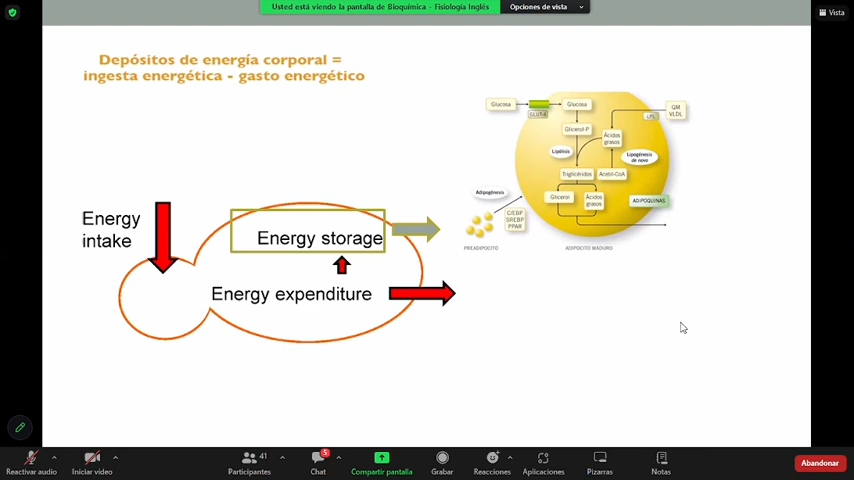 Usted está viendo la pantalla de Bioquímica - Fisiología Inglés
Opciones de vista
Vista
Depósitos de energía corporal =
ingesta energética - gasto energético
Energy
intake
Energy storage
Energy expenditure
Glucosa
GLUT-4
Glucosa
QM
VLDL
LPL
Glicerol-P
Ácidos
grasos
Lipólisis
Lipogénesis
de novo
Triglicéridos
Acetil-CoA
Adipogénesis
Glicerol
Ácidos
grasos
ADIPOQUINAS
C/EBP
SREBP
PPAR
PREADIPOCITO
ADIPOCITO MADURO
Reactivar audio
Iniciar video
41
Participantes
5
Chat
Compartir pantalla
Grabar
Reacciones
Aplicaciones
Pizarras
Notas
Abandonar